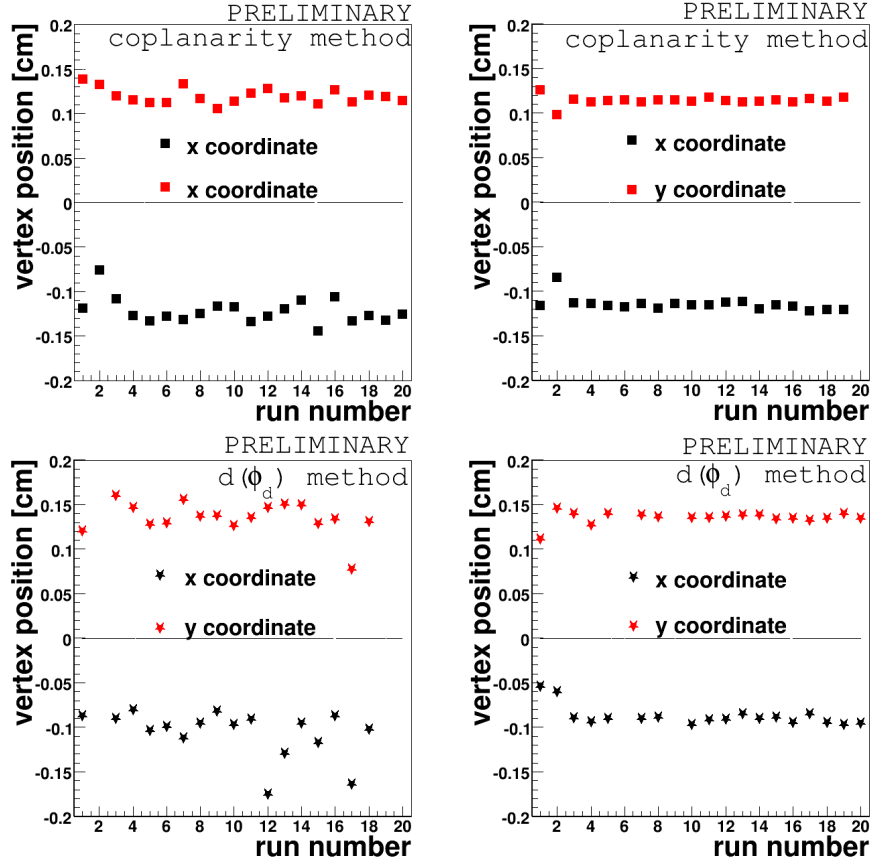 PRELIMINARY
coplanarity method
vertex position [cm]
0.2
0.15
0.1
0.05
0
-0.05
-0.1
-0.15
-0.2
x coordinate
x coordinate
2 4 6 8 10 12 14 16 18 20
run number
PRELIMINARY
coplanarity method
vertex position [cm]
0.2
0.15
0.1
0.05
0
-0.05
-0.1
-0.15
-0.2
x coordinate
y coordinate
2 4 6 8 10 12 14 16 18 20
run number
PRELIMINARY
d(ϕd) method
vertex position [cm]
0.2
0.15
0.1
0.05
0
-0.05
-0.1
-0.15
-0.2
x coordinate
y coordinate
2 4 6 8 10 12 14 16 18 20
run number
PRELIMINARY
d(ϕd) method
vertex position [cm]
0.2
0.15
0.1
0.05
0
-0.05
-0.1
-0.15
-0.2
x coordinate
y coordinate
2 4 6 8 10 12 14 16 18 20
run number